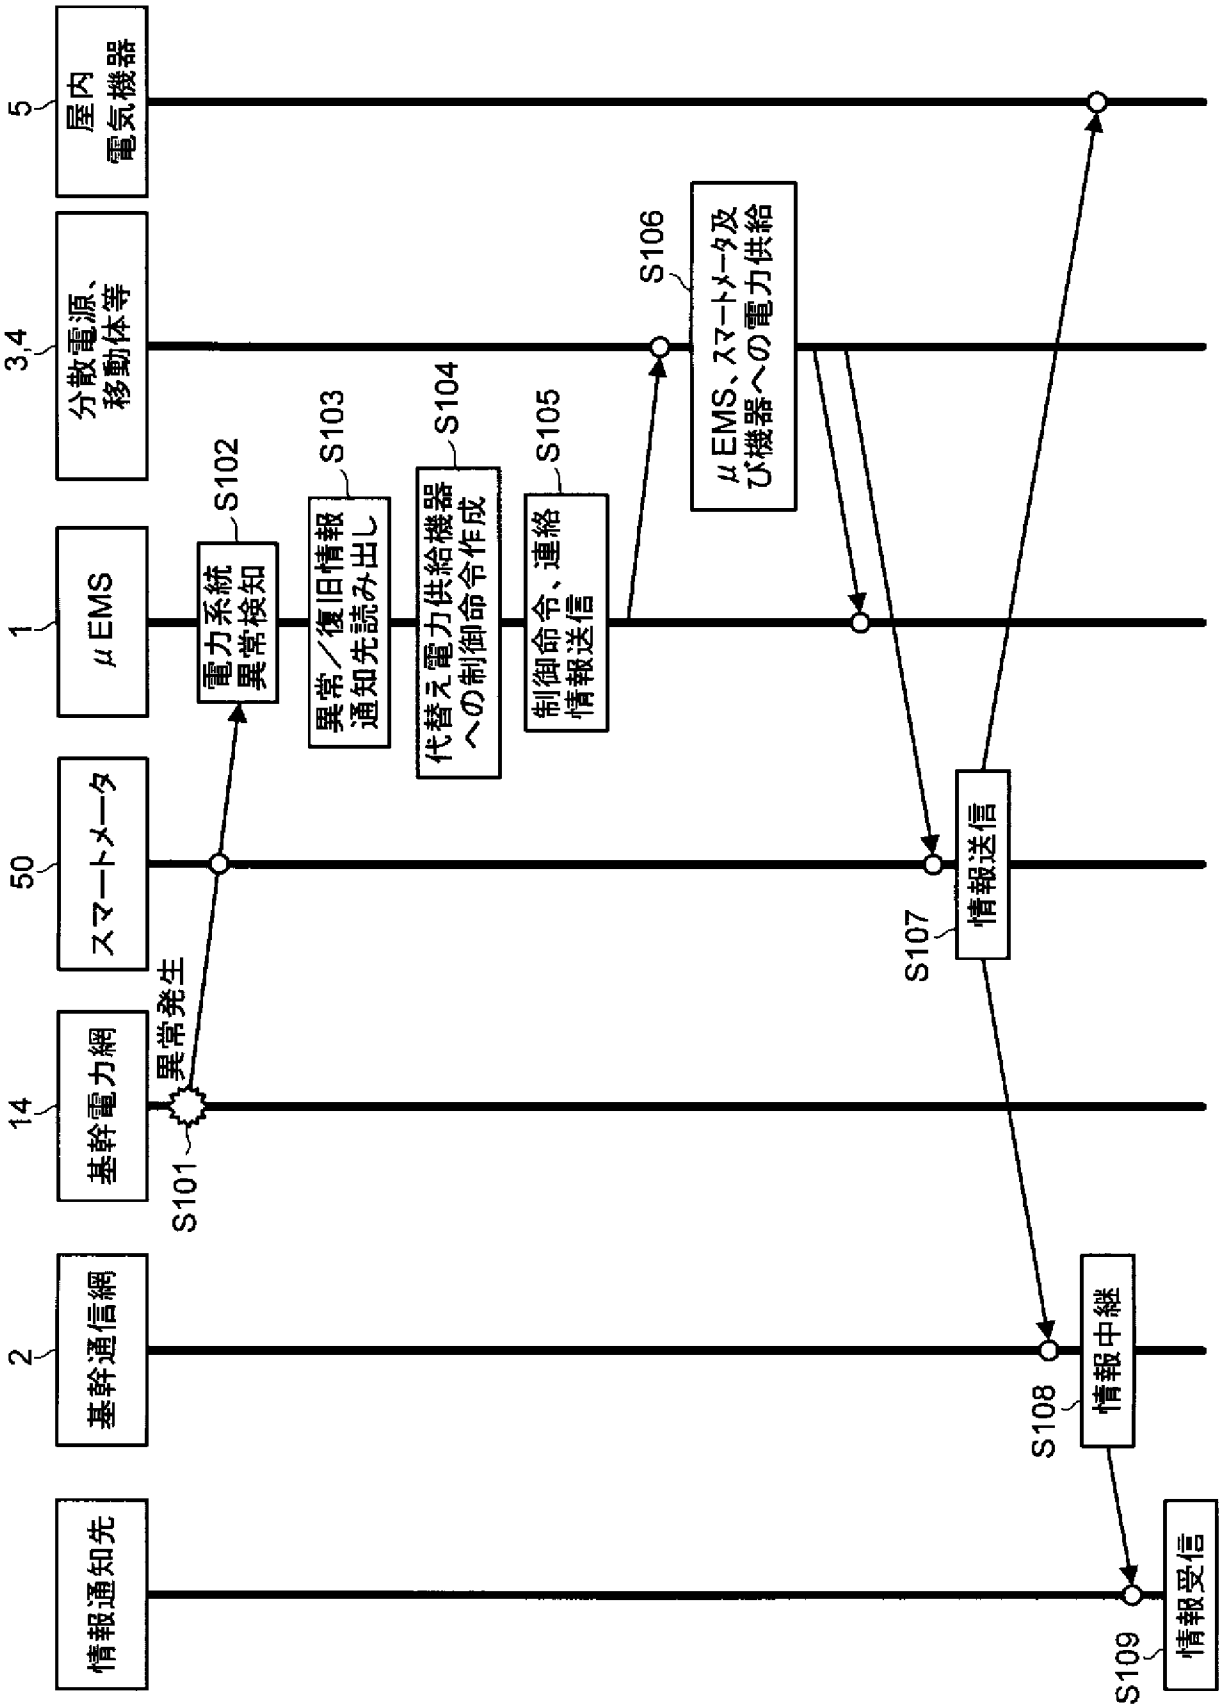 情報通知先
2
基幹通信網
14
基幹電力網
50
スマートメータ
1
μEMS
3,4
分散電源、
移動体等
5
屋内
電気機器
S101
異常発生
S102
電力系統
異常検知
S103
異常／復旧情報
通知先読み出し
S104
代替え電力供給機器
への制御命令作成
S105
制御命令、連絡
情報送信
S106
μEMS、スマートメータ及
び機器への電力供給
S107
情報送信
S108
情報中継
S109
情報受信